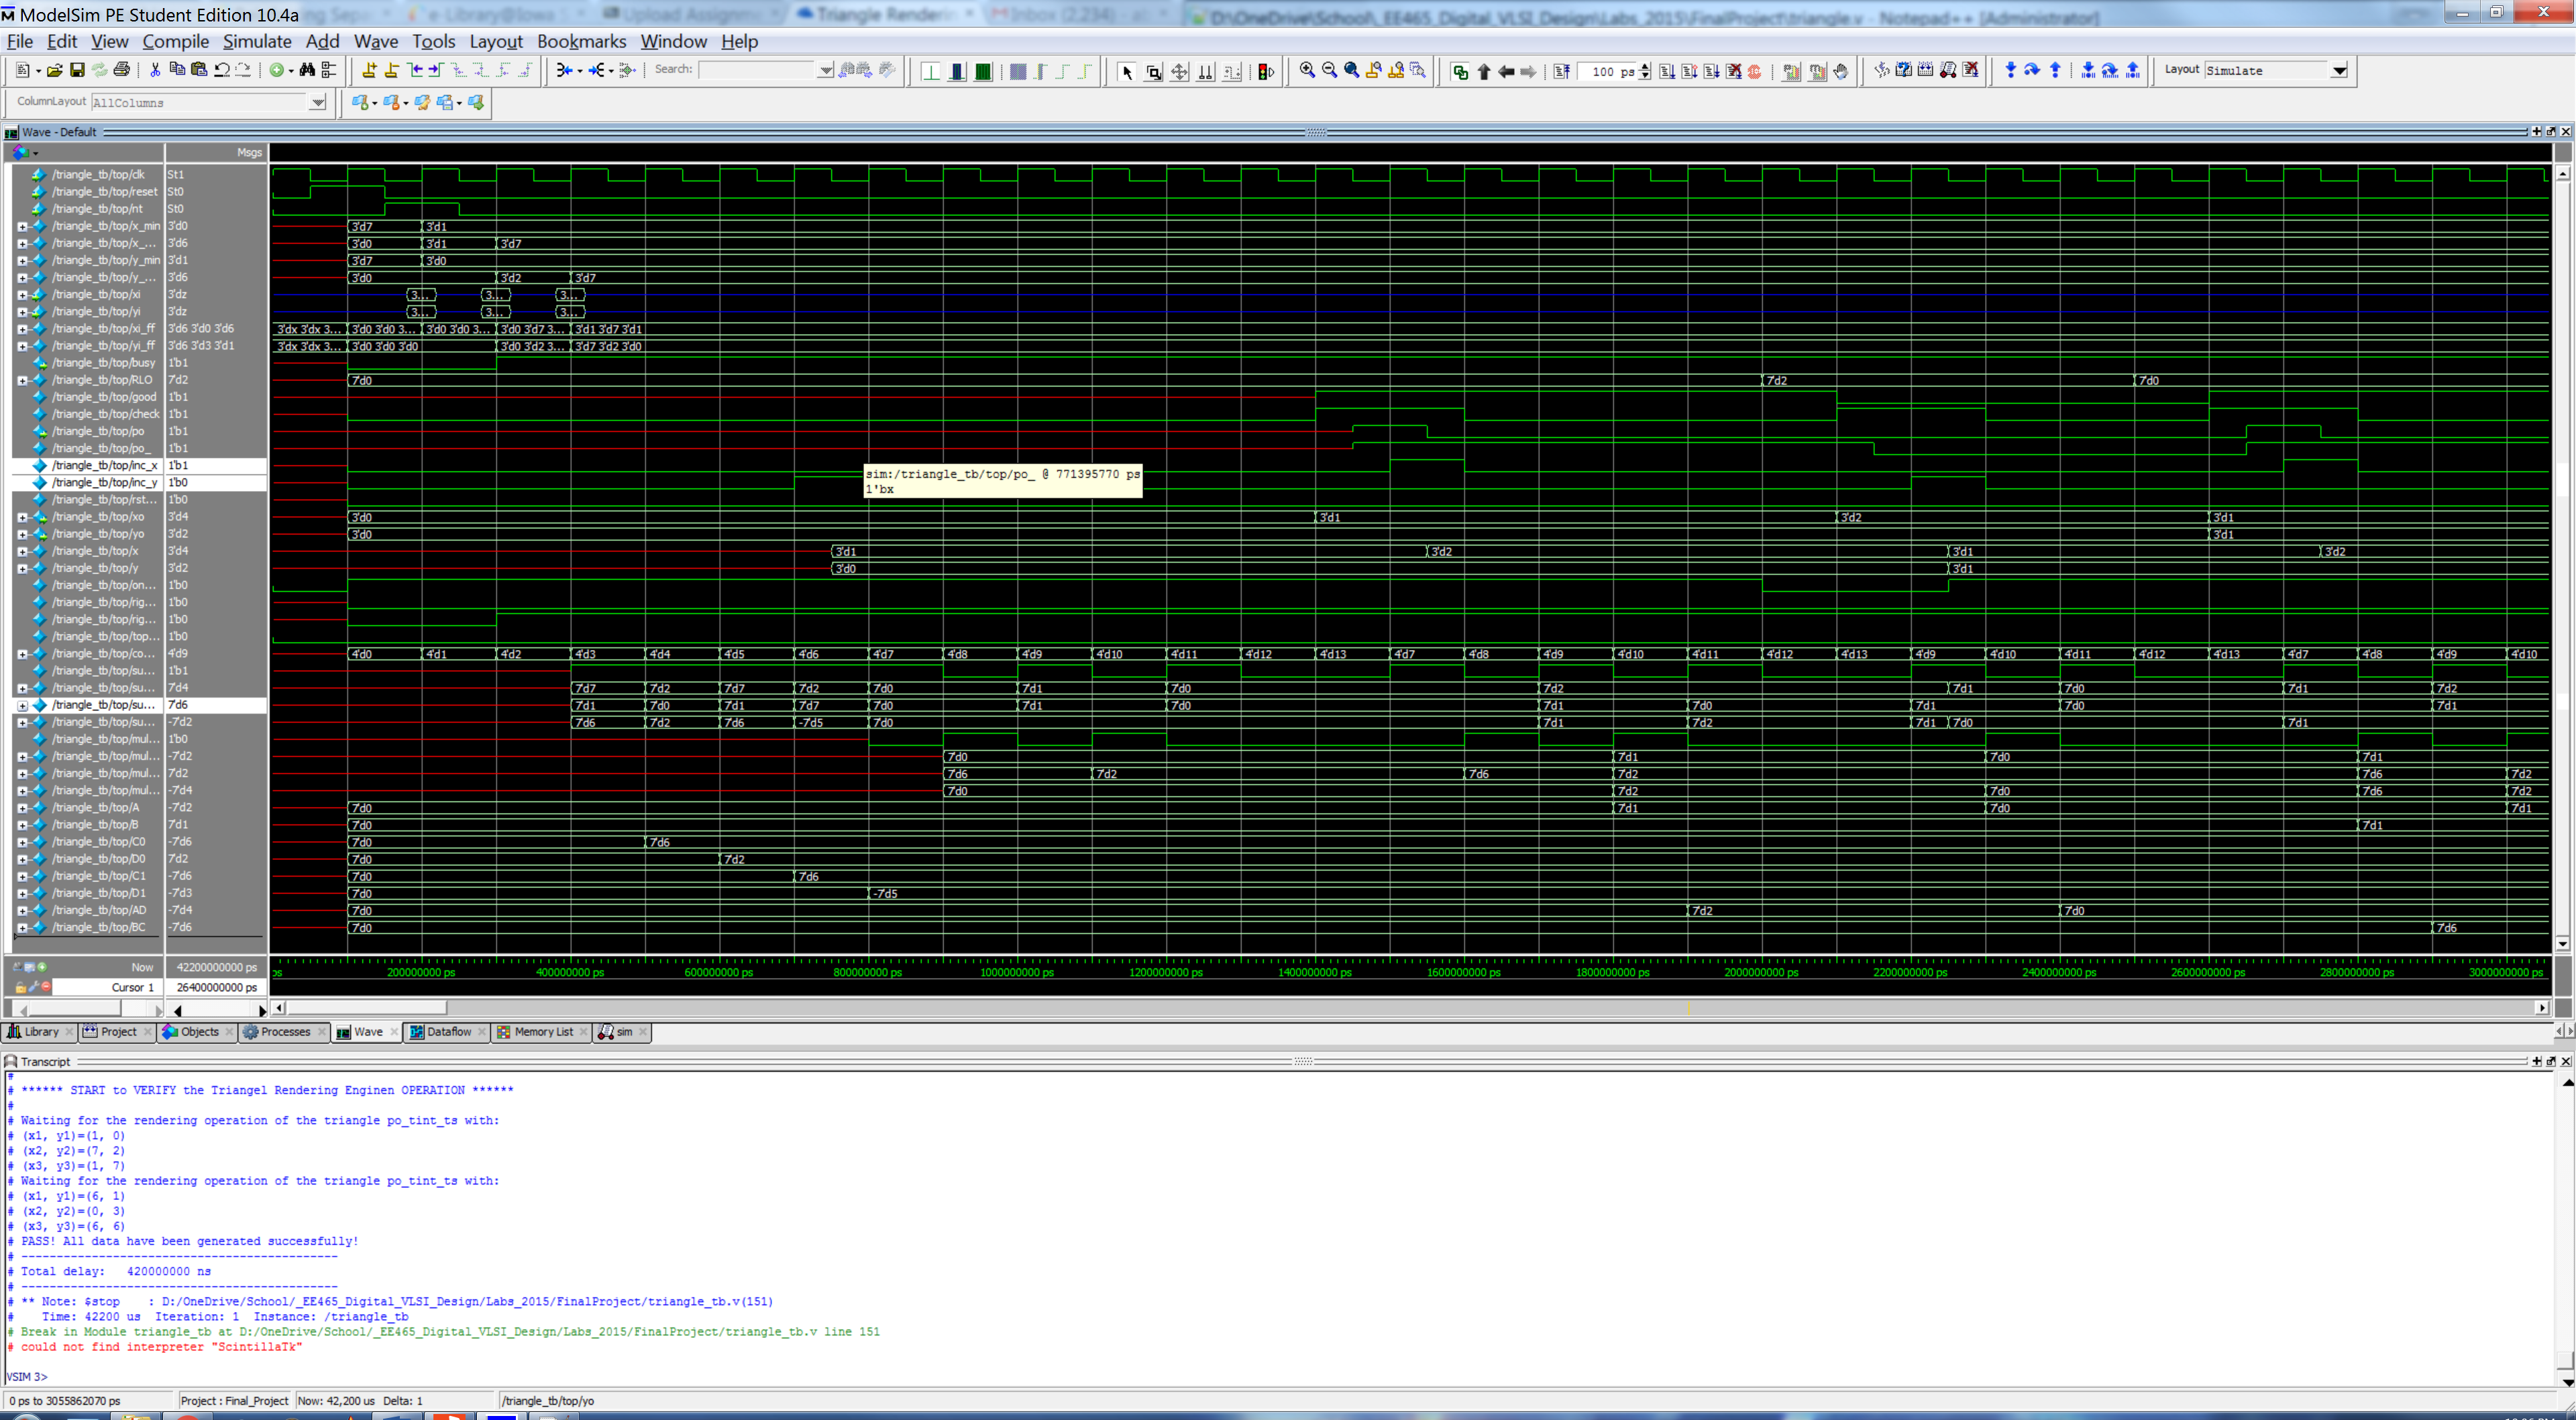 ModelSim PE Student Edition 10.4a
D:\OneDrive\School\_EE465_Digital_VLSI_Design\Labs_2015\FinalProject\triangle.v - Notepad++ [Administrator]
File Edit View Compile Simulate Add Wave Tools Layout Bookmarks Window Help
Search: 100 ps Layout Simulate
ColumnLayout AllColumns
Wave - Default
Msgs
/triangle_tb/top/clk St1
/triangle_tb/top/reset St0
/triangle_tb/top/nt St0
/triangle_tb/top/x_min 3'd0 3'd7 3'd1
/triangle_tb/top/x_... 3'd6 3'd0 3'd1 3'd7
/triangle_tb/top/y_min 3'd1 3'd7 3'd0
/triangle_tb/top/y_... 3'd6 3'd0 3'd2 3'd7
/triangle_tb/top/xi 3'dz 3... 3... 3...
/triangle_tb/top/yi 3'dz 3... 3... 3...
/triangle_tb/top/xi_ff 3'd6 3'd0 3'd6 3'dx 3'dx 3... 3'd0 3'd0 3... 3'd0 3'd0 3... 3'd0 3'd7 3... 3'd1 3'd7 3'd1
/triangle_tb/top/yi_ff 3'd6 3'd3 3'd1 3'dx 3'dx 3... 3'd0 3'd0 3'd0 3'd0 3'd2 3... 3'd7 3'd2 3'd0
/triangle_tb/top/busy 1'b1
/triangle_tb/top/RLO 7'd2 7'd0 7'd2 7'd0
/triangle_tb/top/good 1'b1
/triangle_tb/top/check 1'b1
/triangle_tb/top/po 1'b1
/triangle_tb/top/po_ 1'b1
/triangle_tb/top/inc_x 1'b1
sim:/triangle_tb/top/po_ @ 771395770 ps
1'bx
/triangle_tb/top/inc_y 1'b0
/triangle_tb/top/rst... 1'b0
/triangle_tb/top/xo 3'd4 3'd0 3'd1 3'd2 3'd1
/triangle_tb/top/yo 3'd2 3'd0 3'd1
/triangle_tb/top/x 3'd4 3'd1 3'd2 3'd1 3'd2
/triangle_tb/top/y 3'd2 3'd0 3'd1
/triangle_tb/top/on... 1'b0
/triangle_tb/top/rig... 1'b0
/triangle_tb/top/rig... 1'b0
/triangle_tb/top/top... 1'b0
/triangle_tb/top/co... 4'd9 4'd0 4'd1 4'd2 4'd3 4'd4 4'd5 4'd6 4'd7 4'd8 4'd9 4'd10 4'd11 4'd12 4'd13 4'd7 4'd8 4'd9 4'd10 4'd11 4'd12 4'd13 4'd9 4'd10 4'd11 4'd12 4'd13 4'd7 4'd8 4'd9 4'd10
/triangle_tb/top/su... 1'b1
/triangle_tb/top/su... 7'd4 7'd7 7'd2 7'd7 7'd2 7'd0 7'd1 7'd0 7'd2 7'd1 7'd0 7'd1 7'd2
/triangle_tb/top/su... 7'd6 7'd1 7'd0 7'd1 7'd7 7'd0 7'd1 7'd0 7'd1 7'd0 7'd1 7'd0 7'd1
/triangle_tb/top/su... -7'd2 7'd6 7'd2 7'd6 -7'd5 7'd0 7'd1 7'd2 7'd1 7'd0 7'd1
/triangle_tb/top/mul... 1'b0
/triangle_tb/top/mul... -7'd2 7'd0 7'd1 7'd0 7'd1
/triangle_tb/top/mul... 7'd2 7'd6 7'd2 7'd6 7'd2 7'd6 7'd2
/triangle_tb/top/mul... -7'd4 7'd0 7'd2 7'd0 7'd6 7'd2
/triangle_tb/top/A -7'd2 7'd0 7'd1 7'd0 7'd1
/triangle_tb/top/B 7'd1 7'd0 7'd1
/triangle_tb/top/C0 -7'd6 7'd0 7'd6
/triangle_tb/top/D0 7'd2 7'd0 7'd2
/triangle_tb/top/C1 -7'd6 7'd0 7'd6
/triangle_tb/top/D1 -7'd3 7'd0 -7'd5
/triangle_tb/top/AD -7'd4 7'd0 7'd2 7'd0
/triangle_tb/top/BC -7'd6 7'd0 7'd6
Now 42200000000 ps ps 200000000 ps 400000000 ps 600000000 ps 800000000 ps 1000000000 ps 1200000000 ps 1400000000 ps 1600000000 ps 1800000000 ps 2000000000 ps 2200000000 ps 2400000000 ps 2600000000 ps 2800000000 ps 3000000000 ps
Cursor 1 26400000000 ps
Library Project Objects Processes Wave Dataflow Memory List sim
Transcript
#
# ****** START to VERIFY the Triangel Rendering Enginen OPERATION ******
#
# Waiting for the rendering operation of the triangle po_tint_ts with:
# (x1, y1)=(1, 0)
# (x2, y2)=(7, 2)
# (x3, y3)=(1, 7)
# Waiting for the rendering operation of the triangle po_tint_ts with:
# (x1, y1)=(6, 1)
# (x2, y2)=(0, 3)
# (x3, y3)=(6, 6)
# PASS! All data have been generated successfully!
# ------------------------------------------
# Total delay: 420000000 ns
# ------------------------------------------
# ** Note: $stop : D:/OneDrive/School/_EE465_Digital_VLSI_Design/Labs_2015/FinalProject/triangle_tb.v(151)
# Time: 42200 us Iteration: 1 Instance: /triangle_tb
# Break in Module triangle_tb at D:/OneDrive/School/_EE465_Digital_VLSI_Design/Labs_2015/FinalProject/triangle_tb.v line 151
# could not find interpreter "ScintillaTk"
VSIM 3>
0 ps to 3055862070 ps Project : Final_Project Now: 42,200 us Delta: 1 /triangle_tb/top/yo